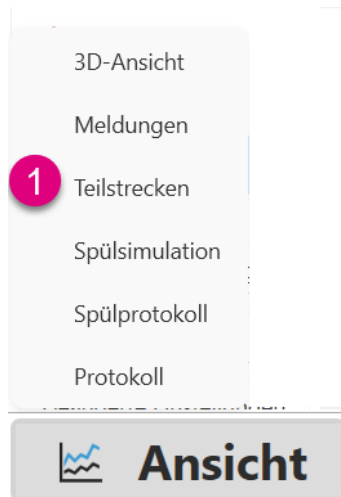 3D-Ansicht
Meldungen
1
Teilstrecken
Spülsimulation
Spülprotokoll
Protokoll
Ansicht